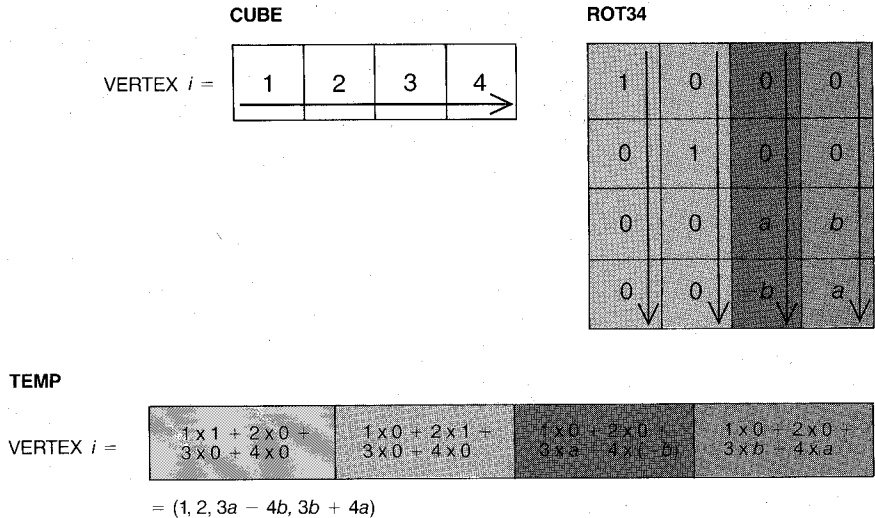 CUBE
VERTEX i =
1 2 3 4
ROT34
1 0 0 0
0 1 0 0
0 0 a b
0 0 -b a
TEMP
VERTEX i =
1 x 1 + 2 x 0 +
3 x 0 + 4 x 0
1 x 0 + 2 x 1 +
3 x 0 + 4 x 0
1 x 0 + 2 x 0 +
3 x a + 4 x (-b)
1 x 0 + 2 x 0 +
3 x b + 4 x a
= (1, 2, 3a − 4b, 3b + 4a)